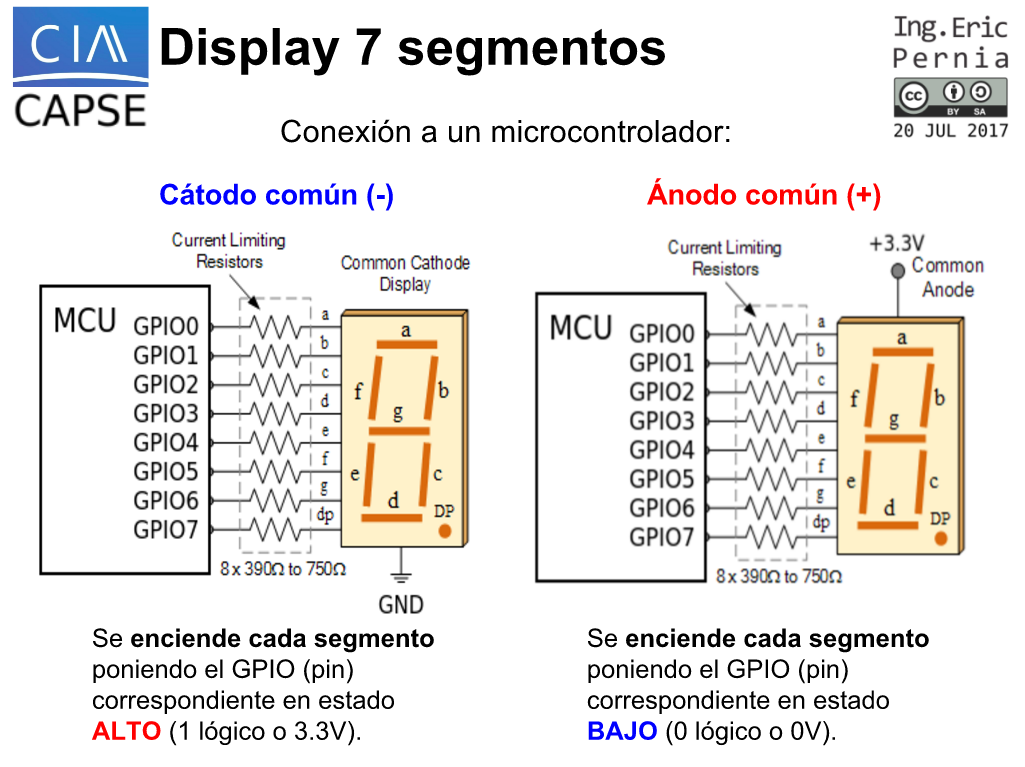 CIAA
CAPSE
Display 7 segmentos
Ing. Eric
Pernia
cc
BY SA
20 JUL 2017
Conexión a un microcontrolador:
Cátodo común (-)
Current Limiting
Resistors
Common Cathode
Display
MCU
GPIO0
GPIO1
GPIO2
GPIO3
GPIO4
GPIO5
GPIO6
GPIO7
a
b
c
d
e
f
g
dp
a
f
b
g
e
c
d
DP
8 x 390Ω to 750Ω
GND
Se enciende cada segmento
poniendo el GPIO (pin)
correspondiente en estado
ALTO (1 lógico o 3.3V).
Ánodo común (+)
Current Limiting
Resistors
+3.3V
Common
Anode
MCU
GPIO0
GPIO1
GPIO2
GPIO3
GPIO4
GPIO5
GPIO6
GPIO7
a
b
c
d
e
f
g
dp
a
f
b
g
e
c
d
DP
8 x 390Ω to 750Ω
Se enciende cada segmento
poniendo el GPIO (pin)
correspondiente en estado
BAJO (0 lógico o 0V).